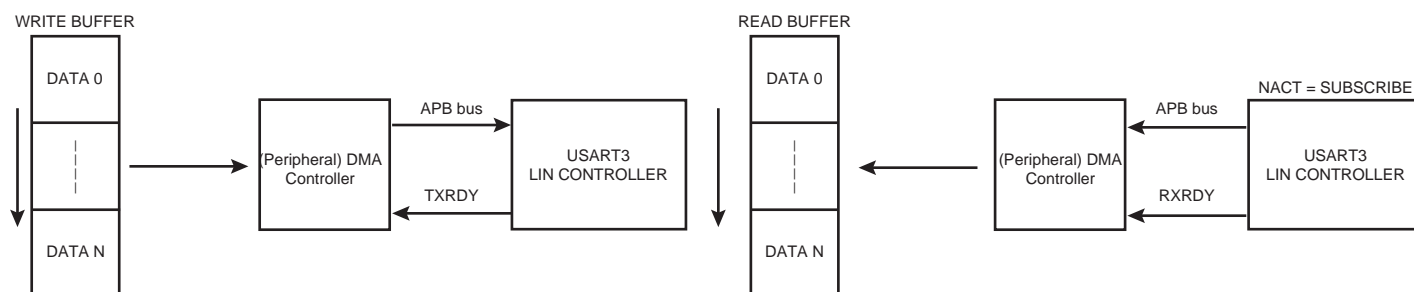 WRITE BUFFER
DATA 0
DATA N
(Peripheral) DMA
Controller
APB bus
TXRDY
USART3
LIN CONTROLLER
READ BUFFER
DATA 0
DATA N
(Peripheral) DMA
Controller
APB bus
RXRDY
NACT = SUBSCRIBE
USART3
LIN CONTROLLER